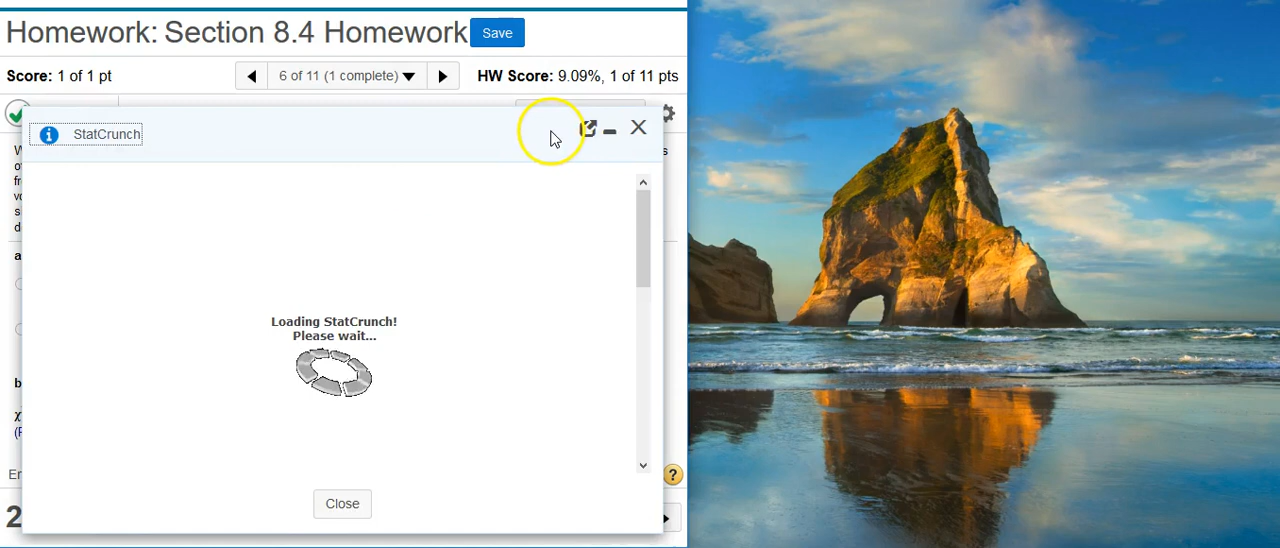 Homework: Section 8.4 Homework Save
Score: 1 of 1 pt 6 of 11 (1 complete) HW Score: 9.09%, 1 of 11 pts
StatCrunch
Loading StatCrunch!
Please wait...
Close